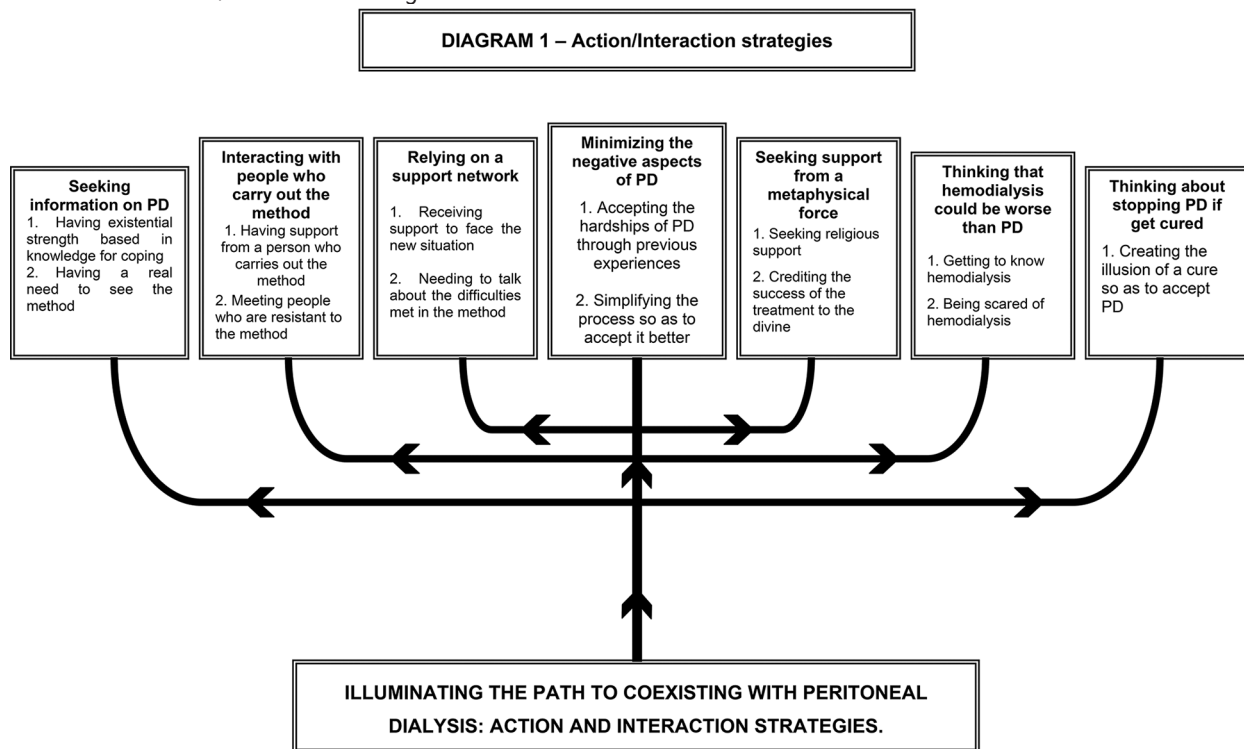 DIAGRAM 1 – Action/Interaction strategies
Seeking
information on PD
1. Having existential
strength based in
knowledge for coping
2. Having a real
need to see the
method
Interacting with
people who
carry out the
method
1. Having support
from a person who
carries out the
method
2. Meeting people
who are resistant to
the method
Relying on a
support network
1. Receiving
support to face the
new situation
2. Needing to talk
about the difficulties
met in the method
Minimizing the
negative aspects
of PD
1. Accepting the
hardships of PD
through previous
experiences
2. Simplifying the
process so as to
accept it better
Seeking support
from a
metaphysical
force
1. Seeking religious
support
2. Crediting the
success of the
treatment to the
divine
Thinking that
hemodialysis
could be worse
than PD
1. Getting to know
hemodialysis
2. Being scared of
hemodialysis
Thinking about
stopping PD if
get cured
1. Creating the
illusion of a cure
so as to accept
PD
ILLUMINATING THE PATH TO COEXISTING WITH PERITONEAL
DIALYSIS: ACTION AND INTERACTION STRATEGIES.